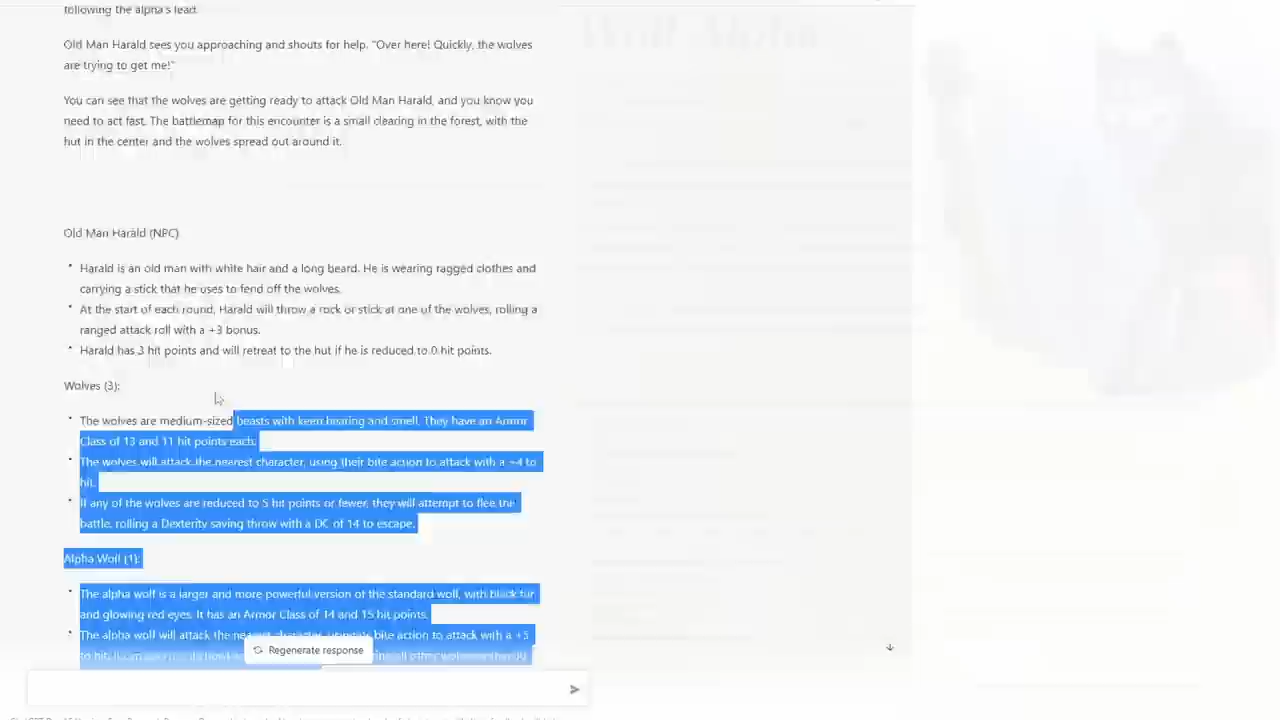 following the alpha's lead.
Wolf Alpha
Old Man Harald sees you approaching and shouts for help. "Over here! Quickly, the wolves
are trying to get me!"
You can see that the wolves are getting ready to attack Old Man Harald, and you know you
need to act fast. The battlemap for this encounter is a small clearing in the forest, with the
hut in the center and the wolves spread out around it.
Old Man Harald (NPC)
• Harald is an old man with white hair and a long beard. He is wearing ragged clothes and
carrying a stick that he uses to fend off the wolves.
• At the start of each round, Harald will throw a rock or stick at one of the wolves, rolling a
ranged attack roll with a +3 bonus.
• Harald has 3 hit points and will retreat to the hut if he is reduced to 0 hit points.
Wolves (3):
• The wolves are medium-sized beasts with keen hearing and smell. They have an Armor
Class of 13 and 11 hit points each.
• The wolves will attack the nearest character, using their bite action to attack with a +4 to
hit.
• If any of the wolves are reduced to 5 hit points or fewer, they will attempt to flee the
battle, rolling a Dexterity saving throw with a DC of 14 to escape.
Alpha Wolf (1):
• The alpha wolf is a larger and more powerful version of the standard wolf, with black fur
and glowing red eyes. It has an Armor Class of 14 and 15 hit points.
• The alpha wolf will attack the nearest character, bite action to attack with a +5
to hit.
Regenerate response